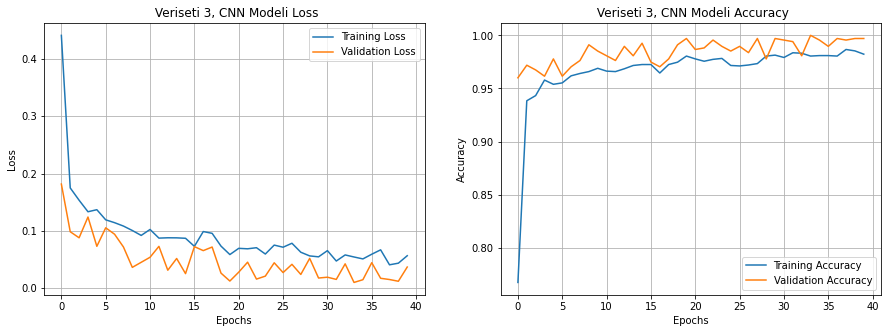 Veriseti 3, CNN Modeli Loss
Training Loss
Validation Loss
0.4
0.3
0.2
0.1
0.0
Loss
0 5 10 15 20 25 30 35 40
Epochs
Veriseti 3, CNN Modeli Accuracy
1.00
0.95
0.90
0.85
0.80
Accuracy
Training Accuracy
Validation Accuracy
0 5 10 15 20 25 30 35 40
Epochs